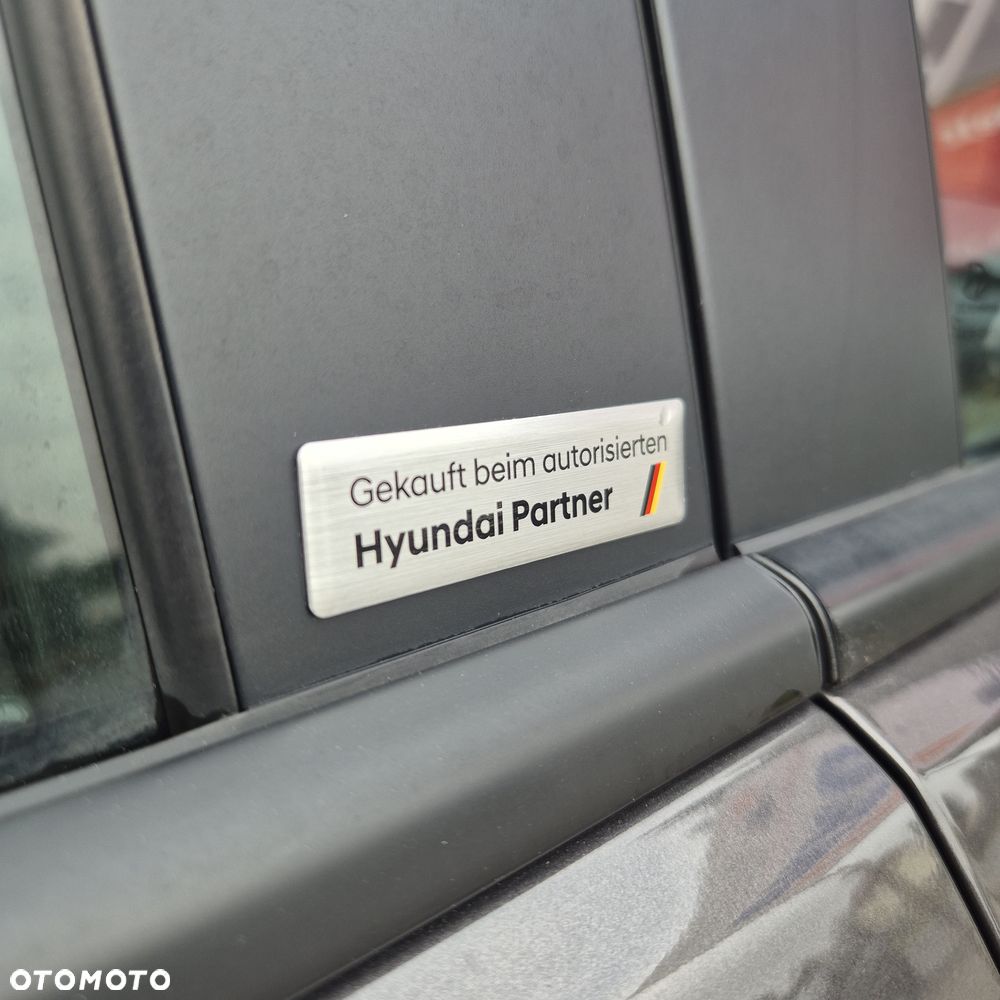 Gekauft beim autorisierten
Hyundai Partner
OTOMOTO